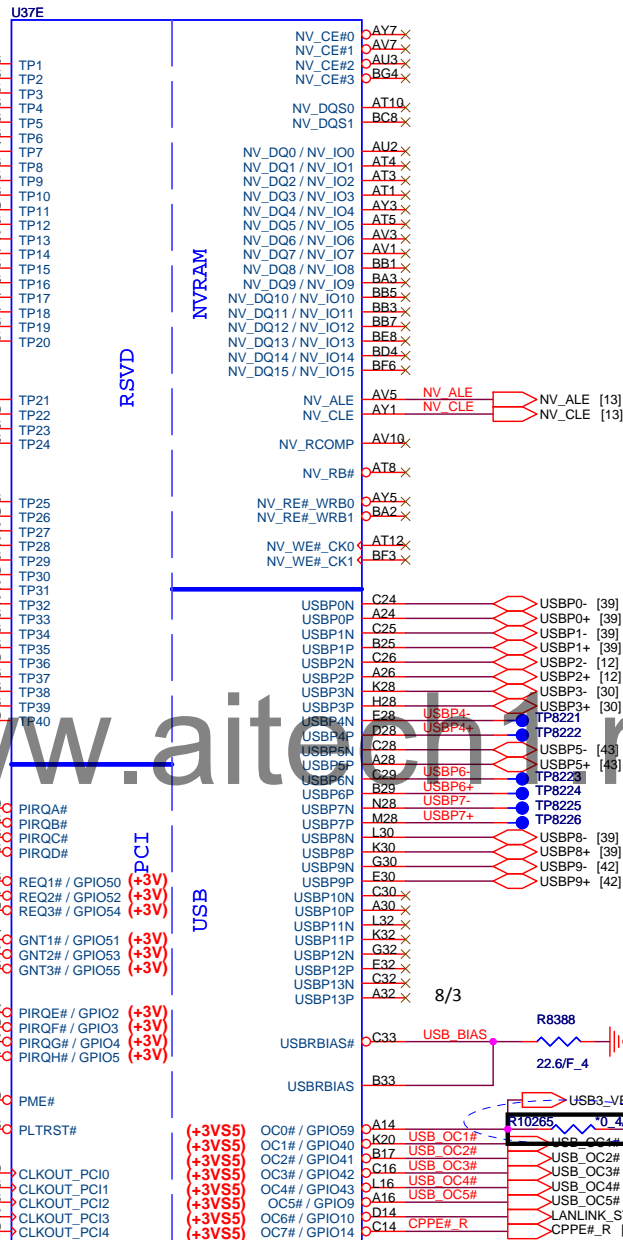 U37E
NV_CE#0 AY7
NV_CE#1 AV7
TP1 NV_CE#2 AU3
TP2 NV_CE#3 BG4
TP3
TP4 NV_DQS0 AT10
TP5 NV_DQS1 BC8
TP6
TP7 NV_DQ0 / NV_IO0 AU2
TP8 NV_DQ1 / NV_IO1 AT4
TP9 NV_DQ2 / NV_IO2 AT3
TP10 NV_DQ3 / NV_IO3 AT1
TP11 NV_DQ4 / NV_IO4 AY3
TP12 NV_DQ5 / NV_IO5 AT5
TP13 NV_DQ6 / NV_IO6 AV3
TP14 NV_DQ7 / NV_IO7 AV1
TP15 NV_DQ8 / NV_IO8 BB1
TP16 NV_DQ9 / NV_IO9 BA3
TP17 NV_DQ10 / NV_IO10 BB5
TP18 NV_DQ11 / NV_IO11 BB3
TP19 NV_DQ12 / NV_IO12 BB7
TP20 NV_DQ13 / NV_IO13 BE8
NV_DQ14 / NV_IO14 BD4
NV_DQ15 / NV_IO15 BF6
NVRAM
RSVD
TP21 NV_ALE AV5 NV_ALE NV_ALE [13]
TP22 NV_CLE AY1 NV_CLE NV_CLE [13]
TP23
TP24 NV_RCOMP AV10
NV_RB# AT8
TP25 NV_RE#_WRB0 AY5
TP26 NV_RE#_WRB1 BA2
TP27
TP28 NV_WE#_CK0 AT12
TP29 NV_WE#_CK1 BF3
TP30
TP31
TP32 USBP0N C24 USBP0- [39]
TP33 USBP0P A24 USBP0+ [39]
TP34 USBP1N C25 USBP1- [39]
TP35 USBP1P B25 USBP1+ [39]
TP36 USBP2N C26 USBP2- [12]
TP37 USBP2P A26 USBP2+ [12]
TP38 USBP3N K28 USBP3- [30]
TP39 USBP3P H28 USBP3+ [30]
TP40 USBP4N E28 USBP4- TP8221
USBP4P D28 USBP4+ TP8222
USBP5N C28 USBP5- [43]
USBP5P A28 USBP5+ [43]
USBP6N C29 USBP6- TP8223
USBP6P B29 USBP6+ TP8224
PIRQA# USBP7N N28 USBP7- TP8225
PIRQB# USBP7P M28 USBP7+ TP8226
PIRQC# USBP8N L30 USBP8- [39]
PIRQD# USBP8P K30 USBP8+ [39]
USBP9N G30 USBP9- [42]
REQ1# / GPIO50 (+3V) USBP9P E30 USBP9+ [42]
REQ2# / GPIO52 (+3V) USBP10N C30
REQ3# / GPIO54 (+3V) USBP10P A30
USBP11N L32
GNT1# / GPIO51 (+3V) USBP11P K32
GNT2# / GPIO53 (+3V) USBP12N G32
GNT3# / GPIO55 (+3V) USBP12P E32
USBP13N C32
USBP13P A32 8/3
PCI
USB
PIRQE# / GPIO2 (+3V)
PIRQF# / GPIO3 (+3V)
PIRQG# / GPIO4 (+3V)
PIRQH# / GPIO5 (+3V)
USBRBIAS# C33 USB_BIAS R8388
22.6/F_4
USBRBIAS B33
PME#
PLTRST# (+3VS5) OC0# / GPIO59 A14 R10265
(+3VS5) OC1# / GPIO40 K20 USB_OC1# USB_OC1#
(+3VS5) OC2# / GPIO41 B17 USB_OC2# USB_OC2#
CLKOUT_PCI0 (+3VS5) OC3# / GPIO42 C16 USB_OC3# USB_OC3#
CLKOUT_PCI1 (+3VS5) OC4# / GPIO43 L16 USB_OC4# USB_OC4#
CLKOUT_PCI2 (+3VS5) OC5# / GPIO9 A16 USB_OC5# USB_OC5#
CLKOUT_PCI3 (+3VS5) OC6# / GPIO10 D14
CLKOUT_PCI4 (+3VS5) OC7# / GPIO14 C14 CPPE#_R CPPE#_R